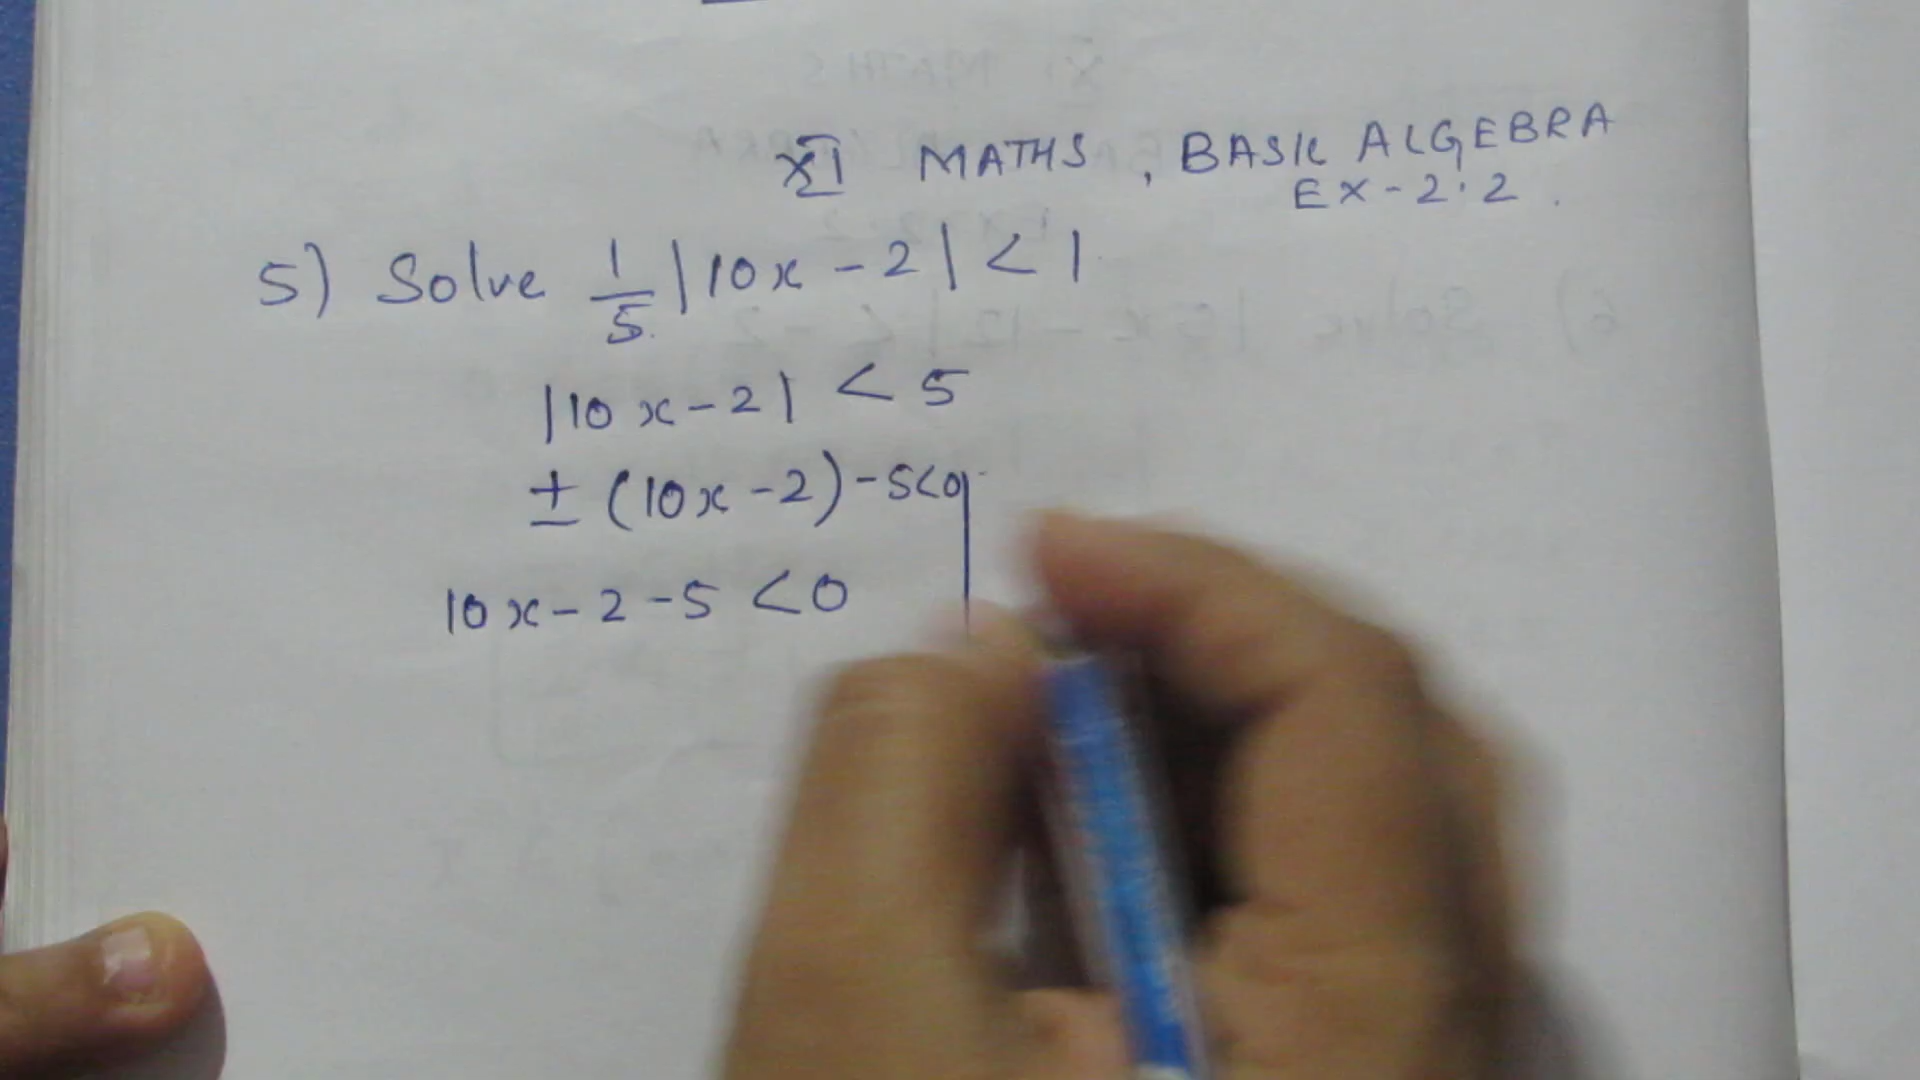 XI MATHS, BASIC ALGEBRA
EX-2.2.
5) Solve 1/5 |10x-2| < 1
|10x-2| < 5
± (10x-2)-5<0
10x-2-5 <0